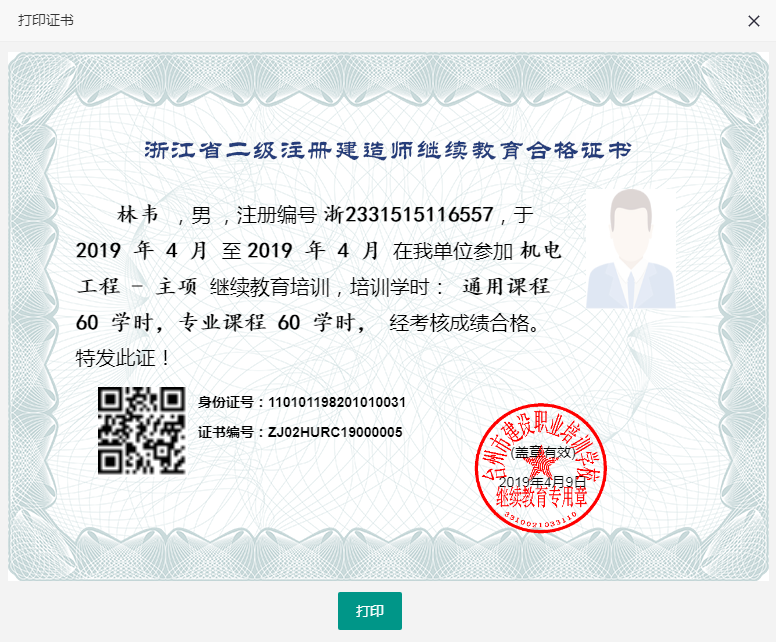 打印证书
浙江省二级注册建造师继续教育合格证书
林韦 ，男 ，注册编号 浙2331515116557，于
2019 年 4 月 至 2019 年 4 月 在我单位参加 机电
工程 - 主项 继续教育培训，培训学时： 通用课程
60 学时，专业课程 60 学时， 经考核成绩合格。
特发此证！
身份证号：110101198201010031
证书编号：ZJ02HURC19000005
台州市建设职业培训学校
(盖章有效)
2019年4月9日
继续教育专用章
3310021033110
打印